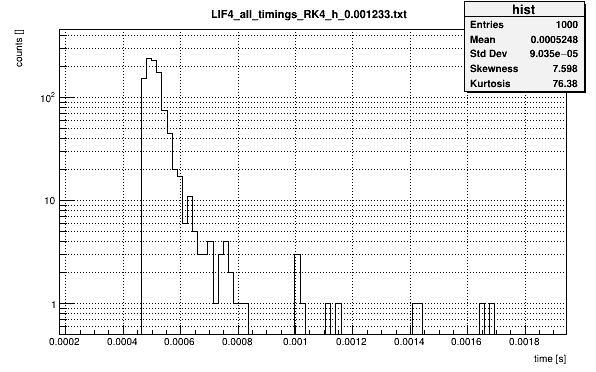 LIF4_all_timings_RK4_h_0.001233.txt
hist
Entries 1000
Mean 0.0005248
Std Dev 9.035e−05
Skewness 7.598
Kurtosis 76.38
counts []
10²
10
1
0.0002 0.0004 0.0006 0.0008 0.001 0.0012 0.0014 0.0016 0.0018
time [s]